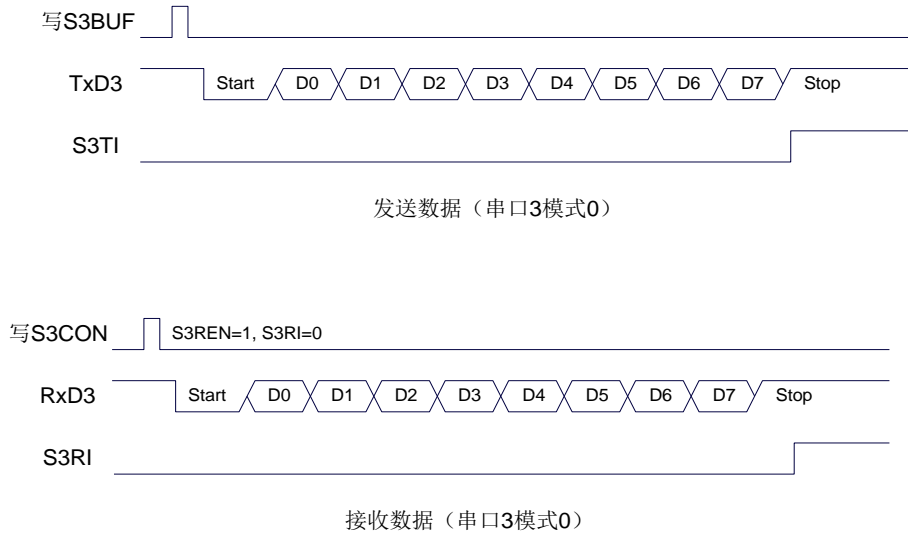 写S3BUF
TxD3 Start D0 D1 D2 D3 D4 D5 D6 D7 Stop
S3TI
发送数据（串口3模式0）
写S3CON S3REN=1, S3RI=0
RxD3 Start D0 D1 D2 D3 D4 D5 D6 D7 Stop
S3RI
接收数据（串口3模式0）